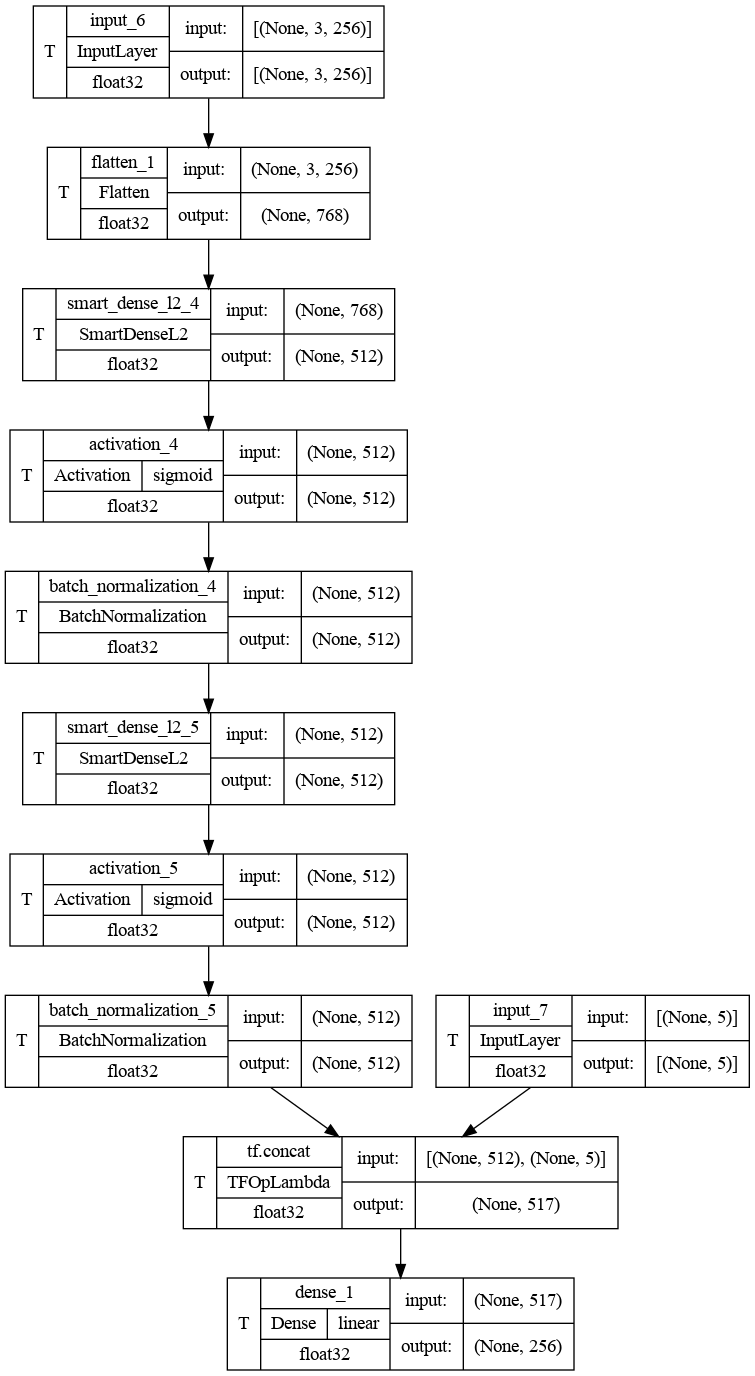 T
input_6
InputLayer
float32
input:
[(None, 3, 256)]
output:
[(None, 3, 256)]
T
flatten_1
Flatten
float32
input:
(None, 3, 256)
output:
(None, 768)
T
smart_dense_l2_4
SmartDenseL2
float32
input:
(None, 768)
output:
(None, 512)
T
activation_4
Activation sigmoid
float32
input:
(None, 512)
output:
(None, 512)
T
batch_normalization_4
BatchNormalization
float32
input:
(None, 512)
output:
(None, 512)
T
smart_dense_l2_5
SmartDenseL2
float32
input:
(None, 512)
output:
(None, 512)
T
activation_5
Activation sigmoid
float32
input:
(None, 512)
output:
(None, 512)
T
batch_normalization_5
BatchNormalization
float32
input:
(None, 512)
output:
(None, 512)
T
input_7
InputLayer
float32
input:
[(None, 5)]
output:
[(None, 5)]
T
tf.concat
TFOpLambda
float32
input:
[(None, 512), (None, 5)]
output:
(None, 517)
T
dense_1
Dense linear
float32
input:
(None, 517)
output:
(None, 256)